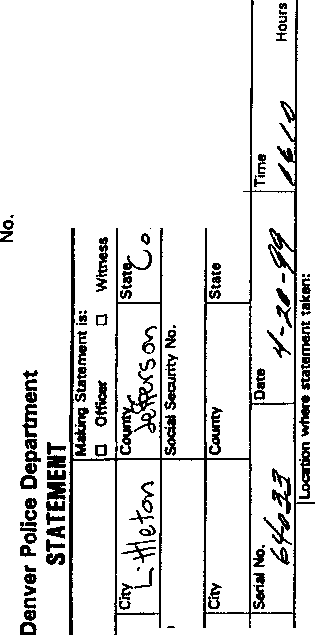 No.
Denver Police Department
STATEMENT
Making Statement is:
☐ Officer ☐ Witness
City Littleton County Jefferson State Co.
Social Security No.
City County State
Serial No. 64033 Date 4-20-99 Time 1610 Hours
Location where statement taken: